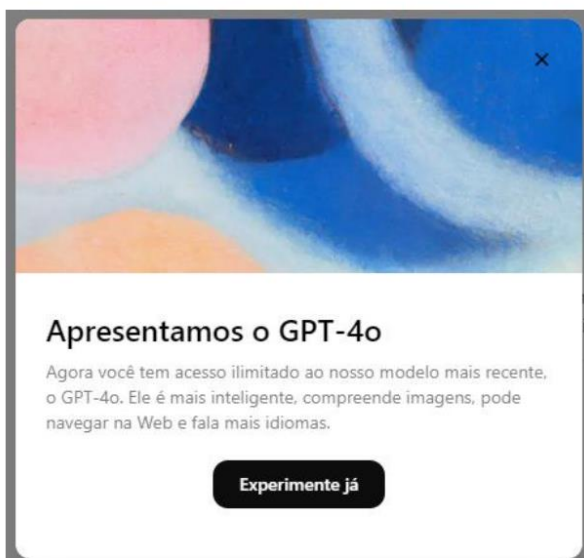 Apresentamos o GPT-4o
Agora você tem acesso ilimitado ao nosso modelo mais recente,
o GPT-4o. Ele é mais inteligente, compreende imagens, pode
navegar na Web e fala mais idiomas.
Experimente já